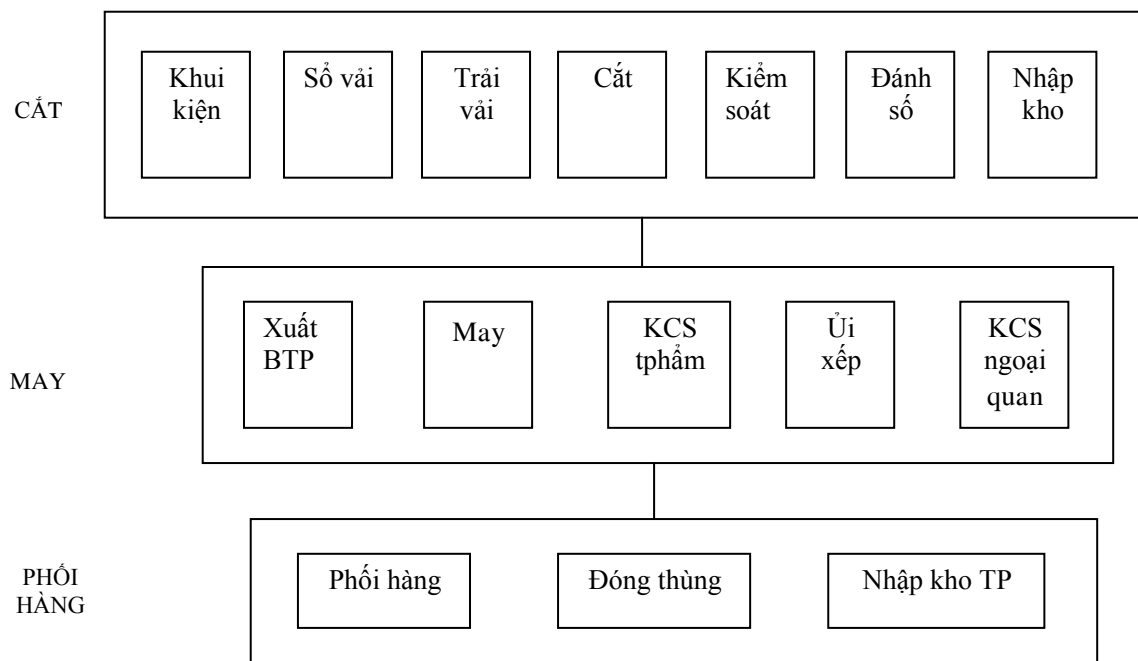 CẮT
Khui
kiện
Sổ vải
Trải
vải
Cắt
Kiểm
soát
Đánh
số
Nhập
kho
MAY
Xuất
BTP
May
KCS
tphẩm
Ủi
xếp
KCS
ngoại
quan
PHỐI
HÀNG
Phối hàng
Đóng thùng
Nhập kho TP